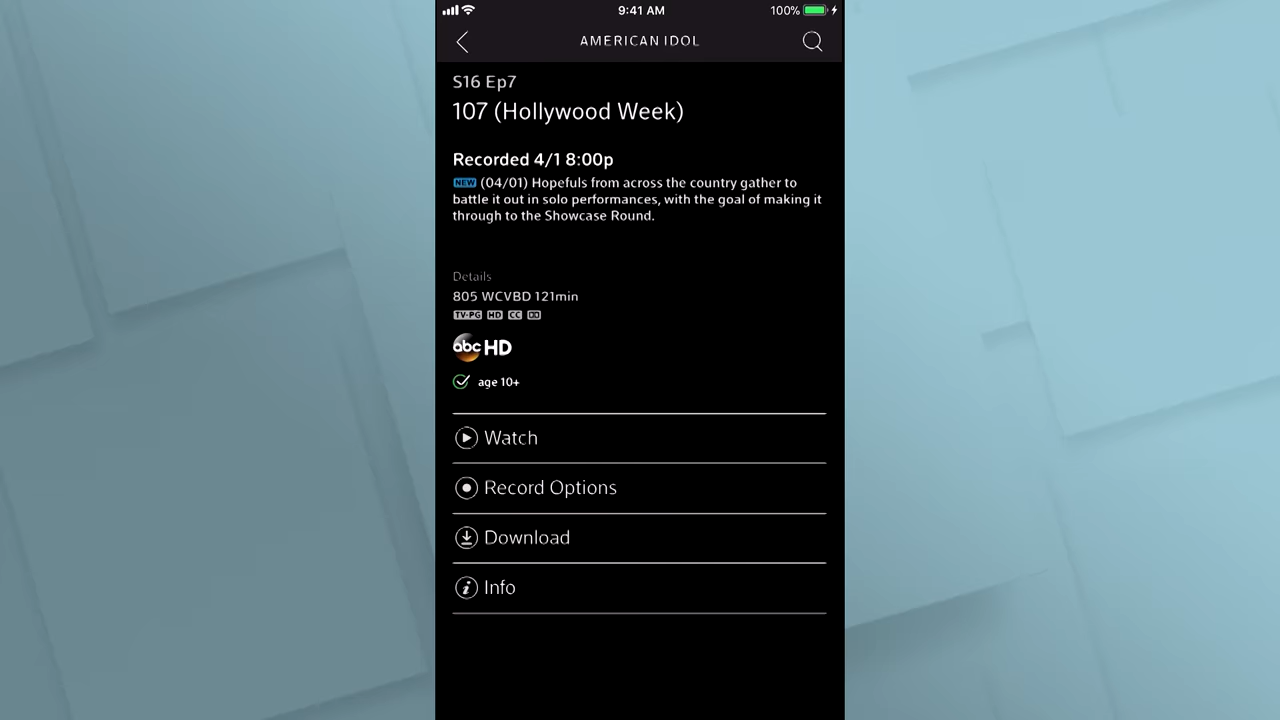 9:41 AM
100%
AMERICAN IDOL
S16 Ep7
107 (Hollywood Week)
Recorded 4/1 8:00p
NEW (04/01) Hopefuls from across the country gather to
battle it out in solo performances, with the goal of making it
through to the Showcase Round.
Details
805 WCVBD 121min
TV-PG HD CC
abc HD
age 10+
Watch
Record Options
Download
Info